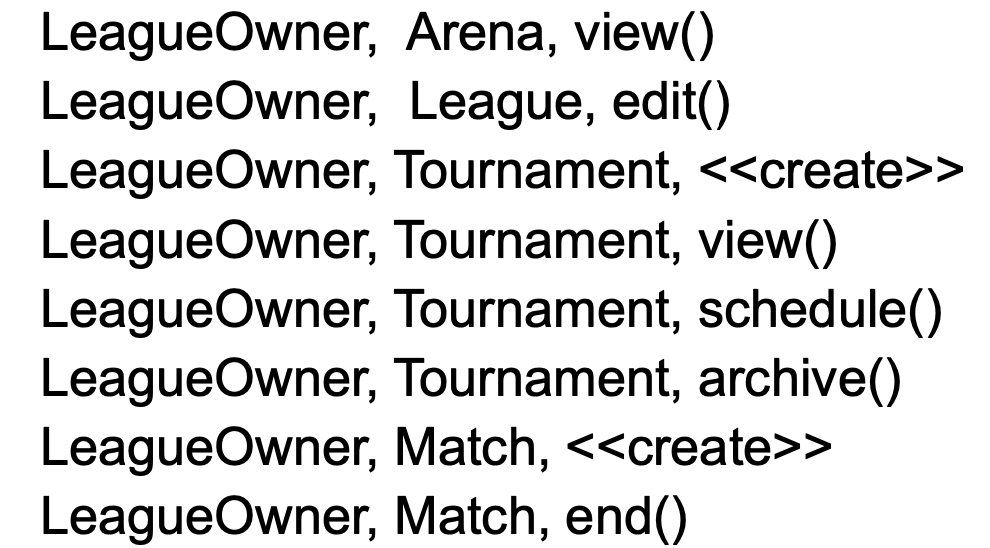 LeagueOwner, Arena, view()
LeagueOwner, League, edit()
LeagueOwner, Tournament, <<create>>
LeagueOwner, Tournament, view()
LeagueOwner, Tournament, schedule()
LeagueOwner, Tournament, archive()
LeagueOwner, Match, <<create>>
LeagueOwner, Match, end()